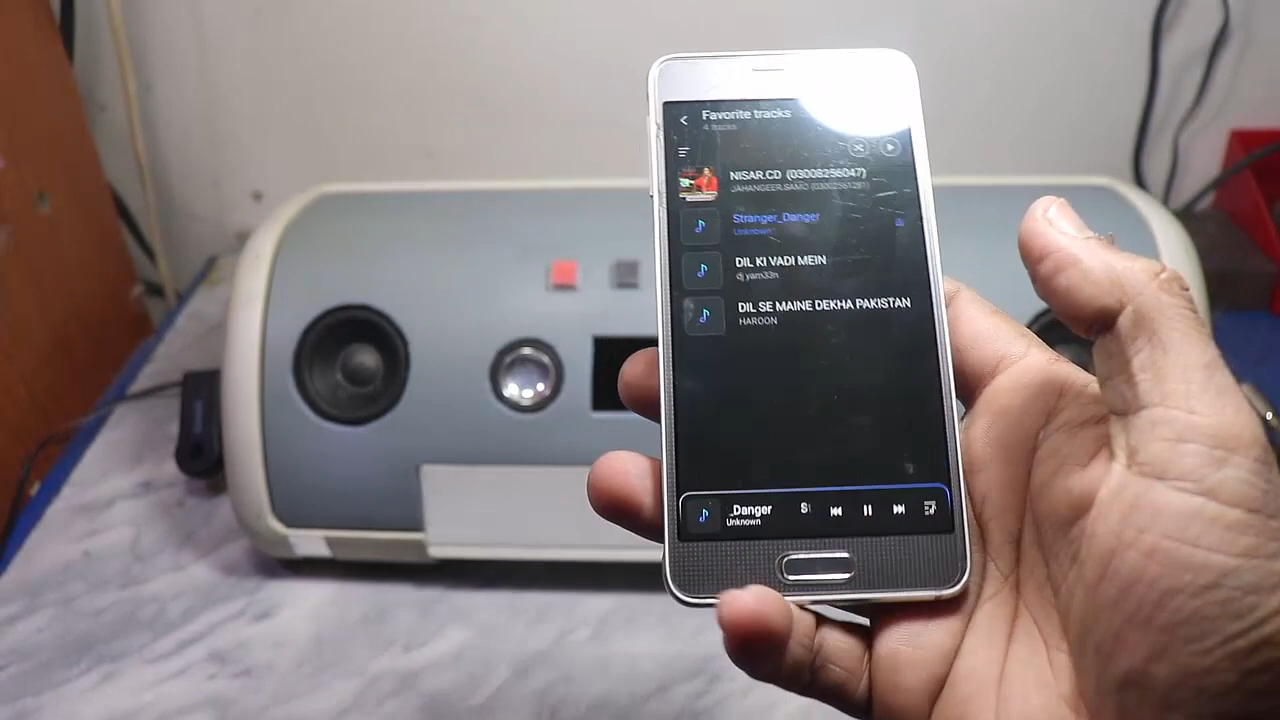 Favorite tracks
4 tracks
NISAR.CD (03008256047)
JAHANGEER.SAMO (03002561281)
Stranger_Danger
Unknown
DIL KI VADI MEIN
dj yam33n
DIL SE MAINE DEKHA PAKISTAN
HAROON
_Danger
Unknown